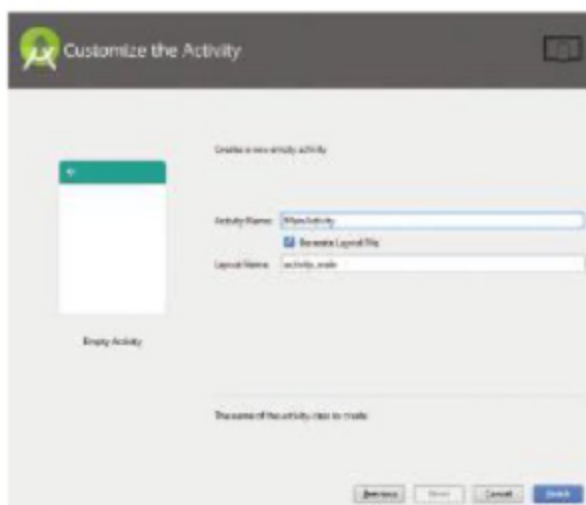 Customize the Activity
Create a new empty activity
Activity Name: MainActivity
Generate Layout File
Layout Name: activity_main
Empty Activity
The name of the activity class to create
Previous Next Cancel Finish